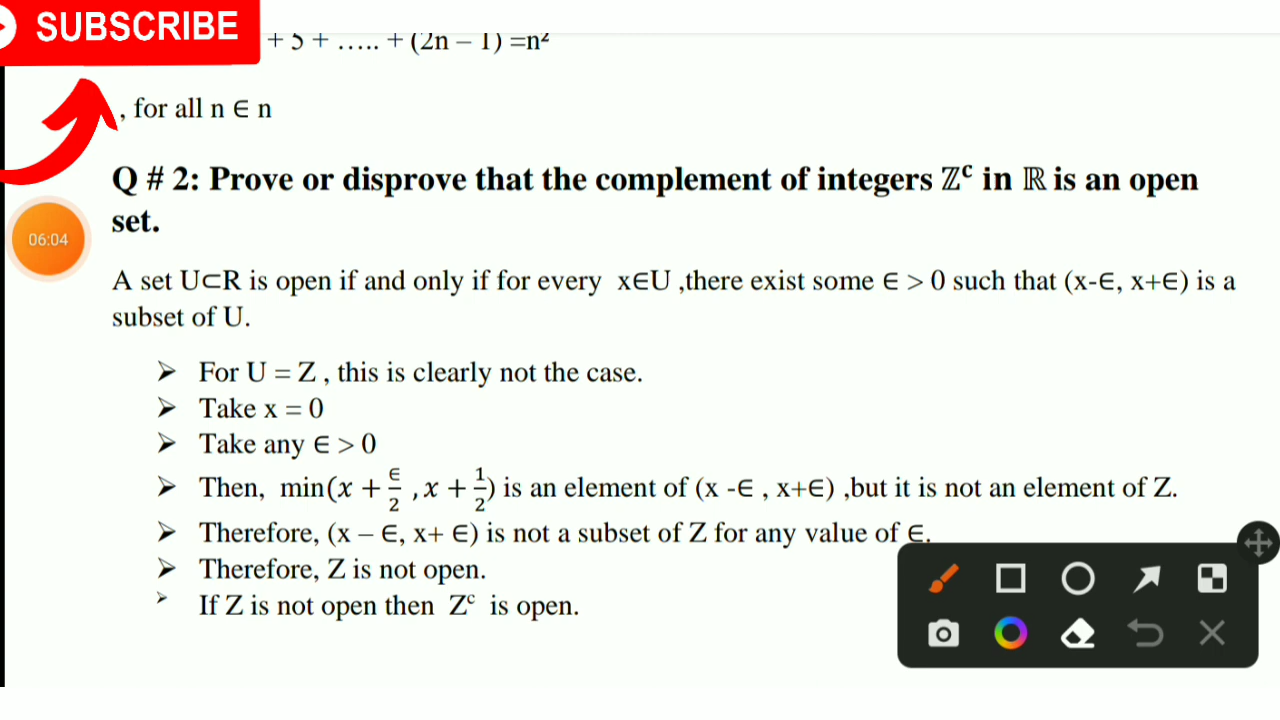 SUBSCRIBE
+ 5 + ….. + (2n – 1) =n²
, for all n ∈ n
Q # 2: Prove or disprove that the complement of integers ℤᶜ in ℝ is an open
set.
06:04
A set U⊂R is open if and only if for every x∈U ,there exist some ∈ > 0 such that (x-∈, x+∈) is a
subset of U.
➢ For U = Z , this is clearly not the case.
➢ Take x = 0
➢ Take any ∈ > 0
➢ Then, min(x + ∈/2 , x + 1/2) is an element of (x -∈ , x+∈) ,but it is not an element of Z.
➢ Therefore, (x – ∈, x+ ∈) is not a subset of Z for any value of ∈.
➢ Therefore, Z is not open.
➢ If Z is not open then Zᶜ is open.